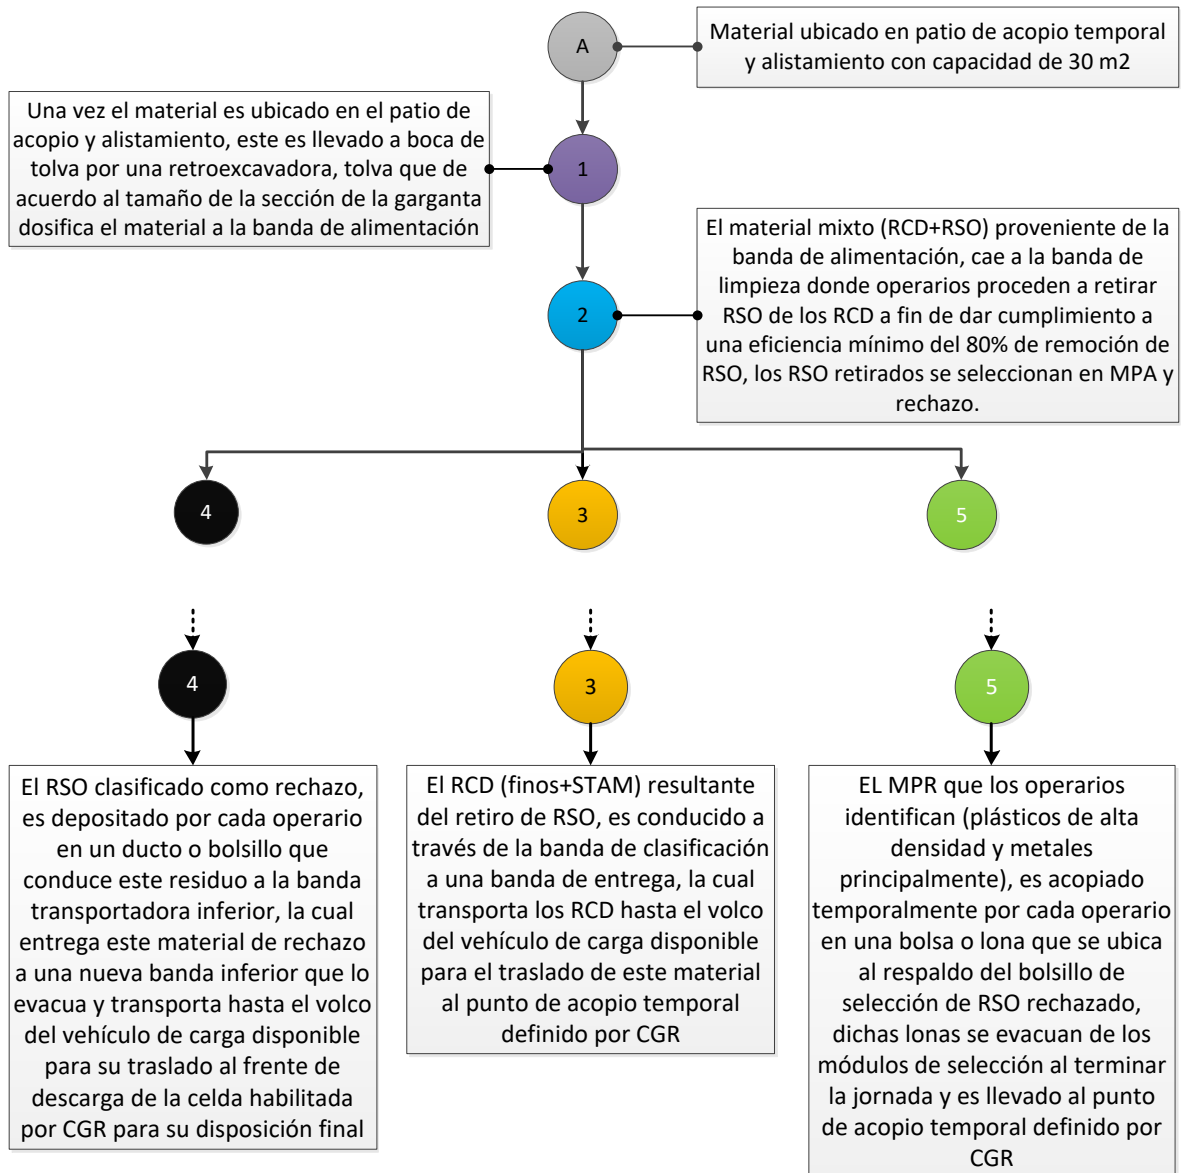 A
Material ubicado en patio de acopio temporal
y alistamiento con capacidad de 30 m2
Una vez el material es ubicado en el patio de
acopio y alistamiento, este es llevado a boca de
tolva por una retroexcavadora, tolva que de
acuerdo al tamaño de la sección de la garganta
dosifica el material a la banda de alimentación
1
2
El material mixto (RCD+RSO) proveniente de la
banda de alimentación, cae a la banda de
limpieza donde operarios proceden a retirar
RSO de los RCD a fin de dar cumplimiento a
una eficiencia mínimo del 80% de remoción de
RSO, los RSO retirados se seleccionan en MPA y
rechazo.
4
3
5
4
3
5
El RSO clasificado como rechazo,
es depositado por cada operario
en un ducto o bolsillo que
conduce este residuo a la banda
transportadora inferior, la cual
entrega este material de rechazo
a una nueva banda inferior que lo
evacua y transporta hasta el volco
del vehículo de carga disponible
para su traslado al frente de
descarga de la celda habilitada
por CGR para su disposición final
El RCD (finos+STAM) resultante
del retiro de RSO, es conducido a
través de la banda de clasificación
a una banda de entrega, la cual
transporta los RCD hasta el volco
del vehículo de carga disponible
para el traslado de este material
al punto de acopio temporal
definido por CGR
EL MPR que los operarios
identifican (plásticos de alta
densidad y metales
principalmente), es acopiado
temporalmente por cada operario
en una bolsa o lona que se ubica
al respaldo del bolsillo de
selección de RSO rechazado,
dichas lonas se evacuan de los
módulos de selección al terminar
la jornada y es llevado al punto
de acopio temporal definido por
CGR